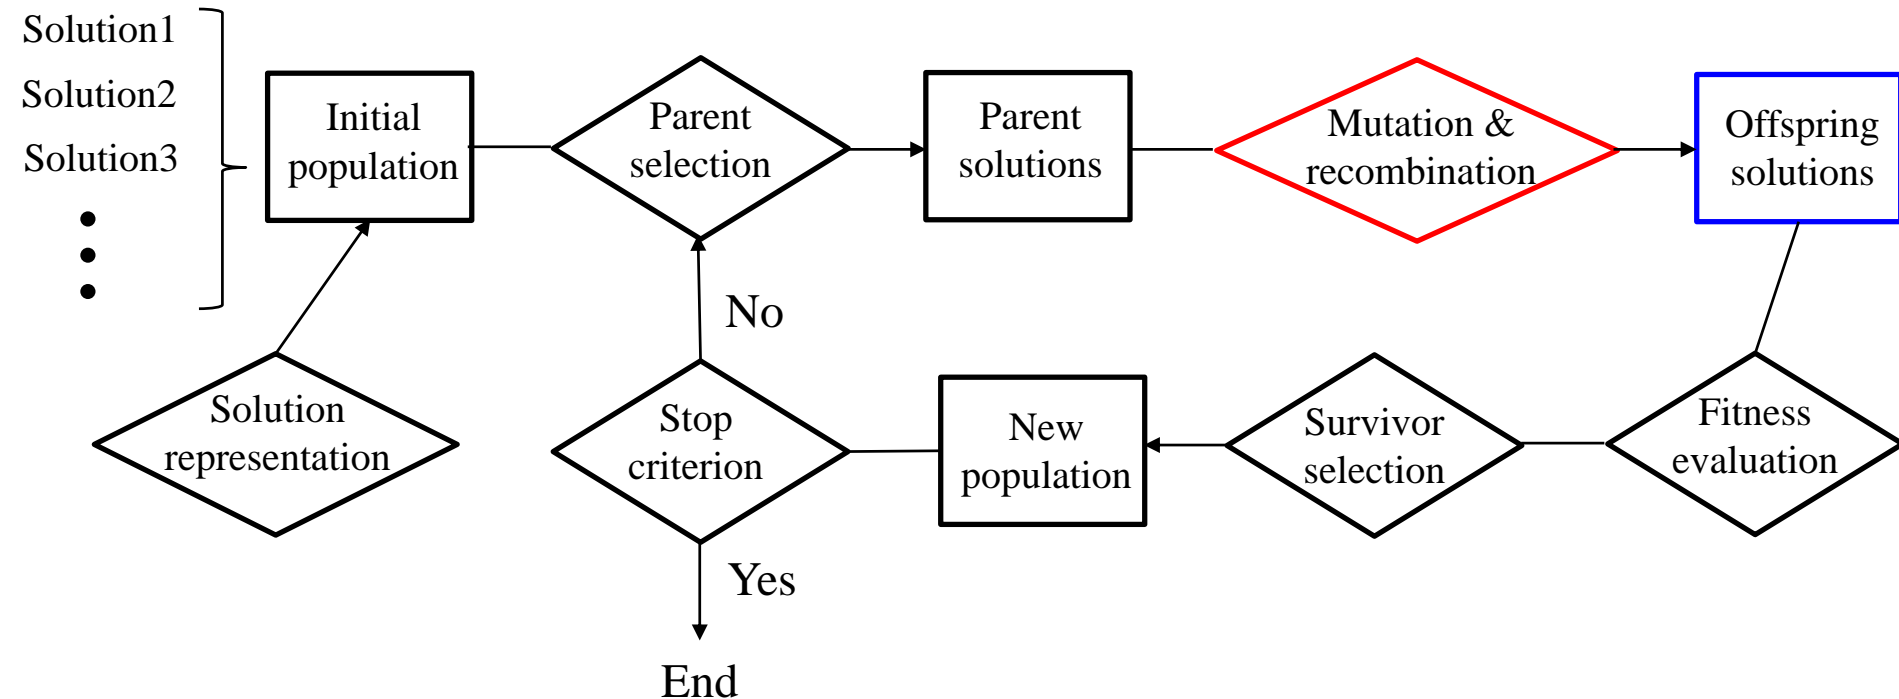 Solution1
Solution2
Solution3
Initial
population
Parent
selection
Parent
solutions
Mutation &
recombination
Offspring
solutions
No
Solution
representation
Stop
criterion
New
population
Survivor
selection
Fitness
evaluation
Yes
End